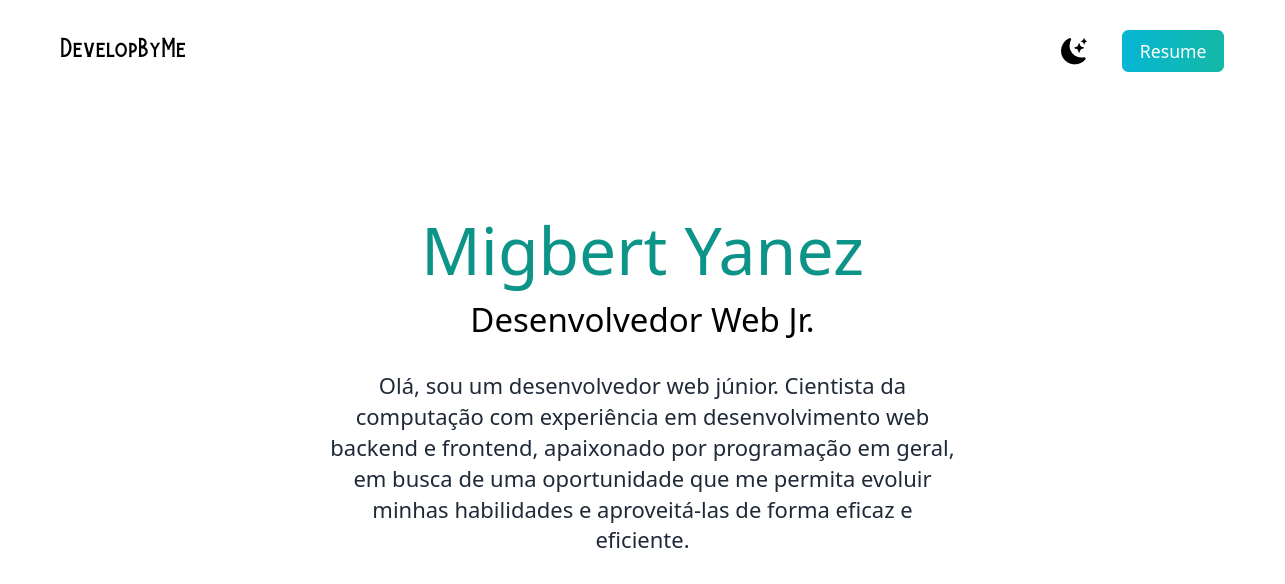 DevelopByMe
Resume
Migbert Yanez
Desenvolvedor Web Jr.
Olá, sou um desenvolvedor web júnior. Cientista da
computação com experiência em desenvolvimento web
backend e frontend, apaixonado por programação em geral,
em busca de uma oportunidade que me permita evoluir
minhas habilidades e aproveitá-las de forma eficaz e
eficiente.